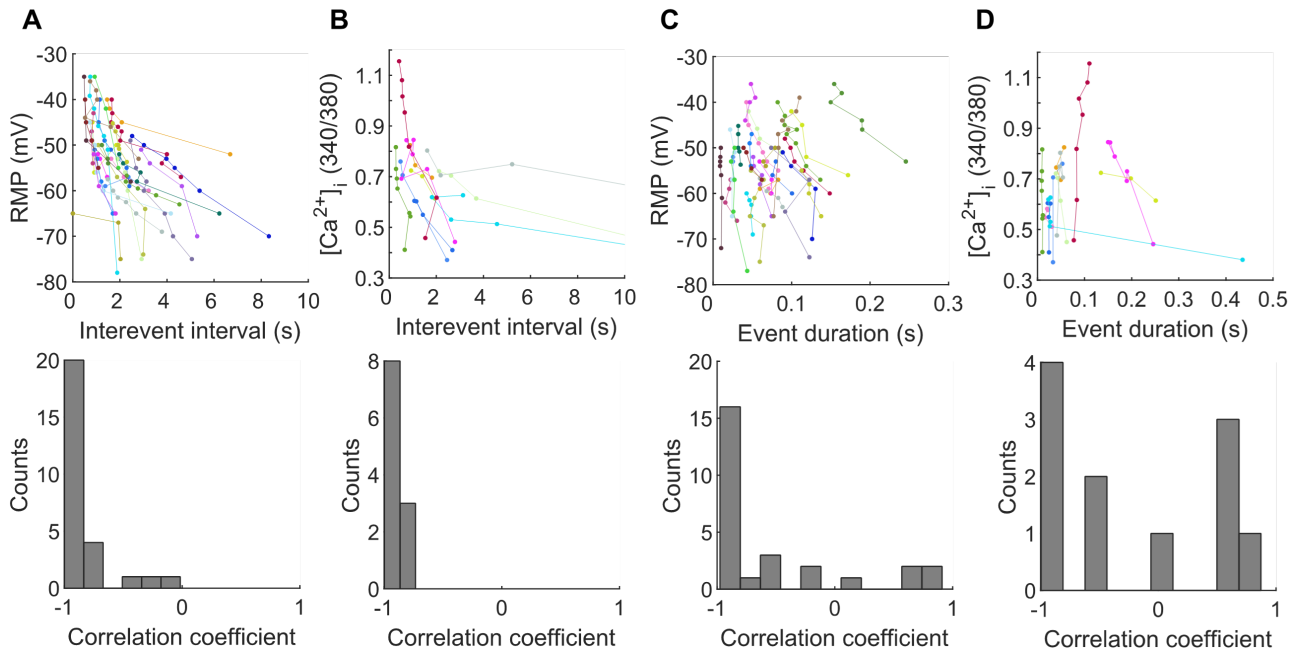 A
B
C
D
-30
-40
-50
-60
-70
-80
RMP (mV)
0 2 4 6 8 10
Interevent interval (s)
1.1
0.9
0.7
0.5
0.3
[Ca²⁺]ᵢ (340/380)
0 2 4 6 8 10
Interevent interval (s)
-30
-40
-50
-60
-70
-80
RMP (mV)
0 0.1 0.2 0.3
Event duration (s)
1.1
0.9
0.7
0.5
0.3
[Ca²⁺]ᵢ (340/380)
0 0.1 0.2 0.3 0.4 0.5
Event duration (s)
20
15
10
5
0
Counts
-1 0 1
Correlation coefficient
8
6
4
2
0
Counts
-1 0 1
Correlation coefficient
20
15
10
5
0
Counts
-1 0 1
Correlation coefficient
4
3
2
1
0
Counts
-1 0 1
Correlation coefficient